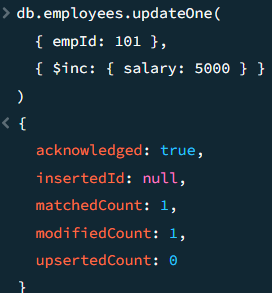 > db.employees.updateOne(
{ empId: 101 },
{ $inc: { salary: 5000 } }
)
< {
acknowledged: true,
insertedId: null,
matchedCount: 1,
modifiedCount: 1,
upsertedCount: 0
}